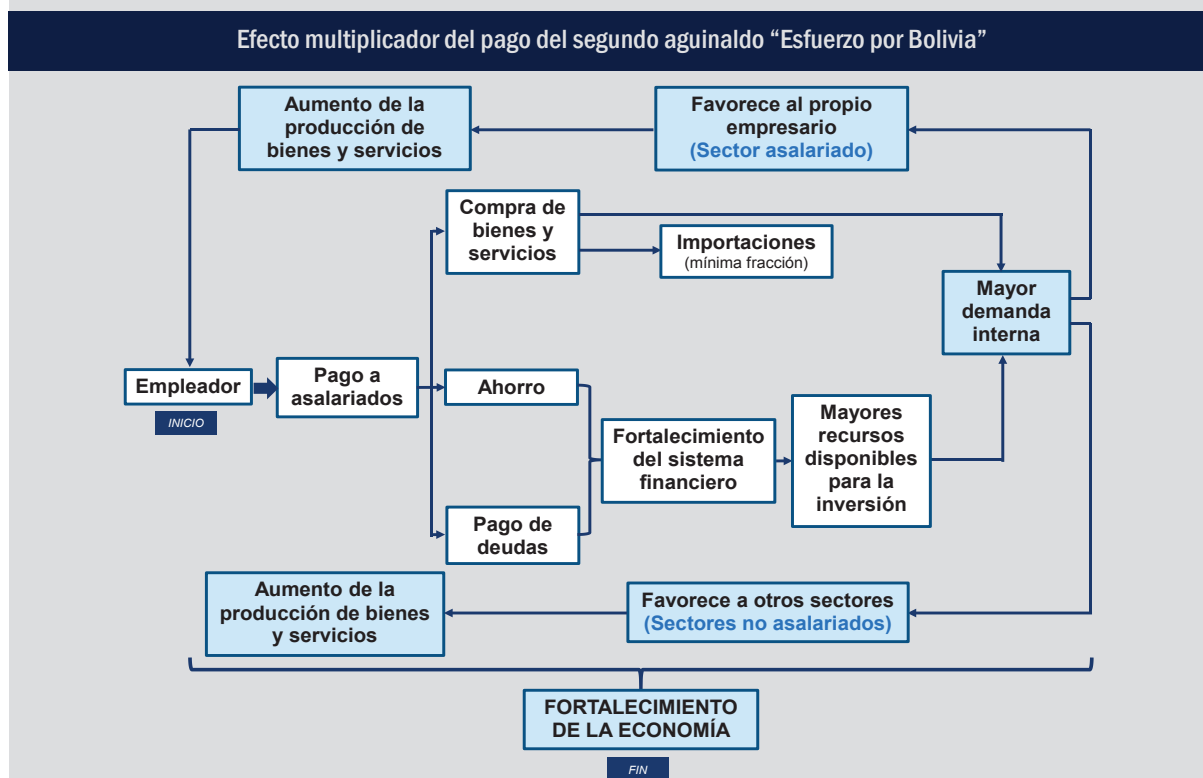 Efecto multiplicador del pago del segundo aguinaldo “Esfuerzo por Bolivia”
Aumento de la
producción de
bienes y servicios
Favorece al propio
empresario
(Sector asalariado)
Compra de
bienes y
servicios
Importaciones
(mínima fracción)
Mayor
demanda
interna
Empleador
INICIO
Pago a
asalariados
Ahorro
Fortalecimiento
del sistema
financiero
Mayores
recursos
disponibles
para la
inversión
Pago de
deudas
Aumento de la
producción de bienes
y servicios
Favorece a otros sectores
(Sectores no asalariados)
FORTALECIMIENTO
DE LA ECONOMÍA
FIN